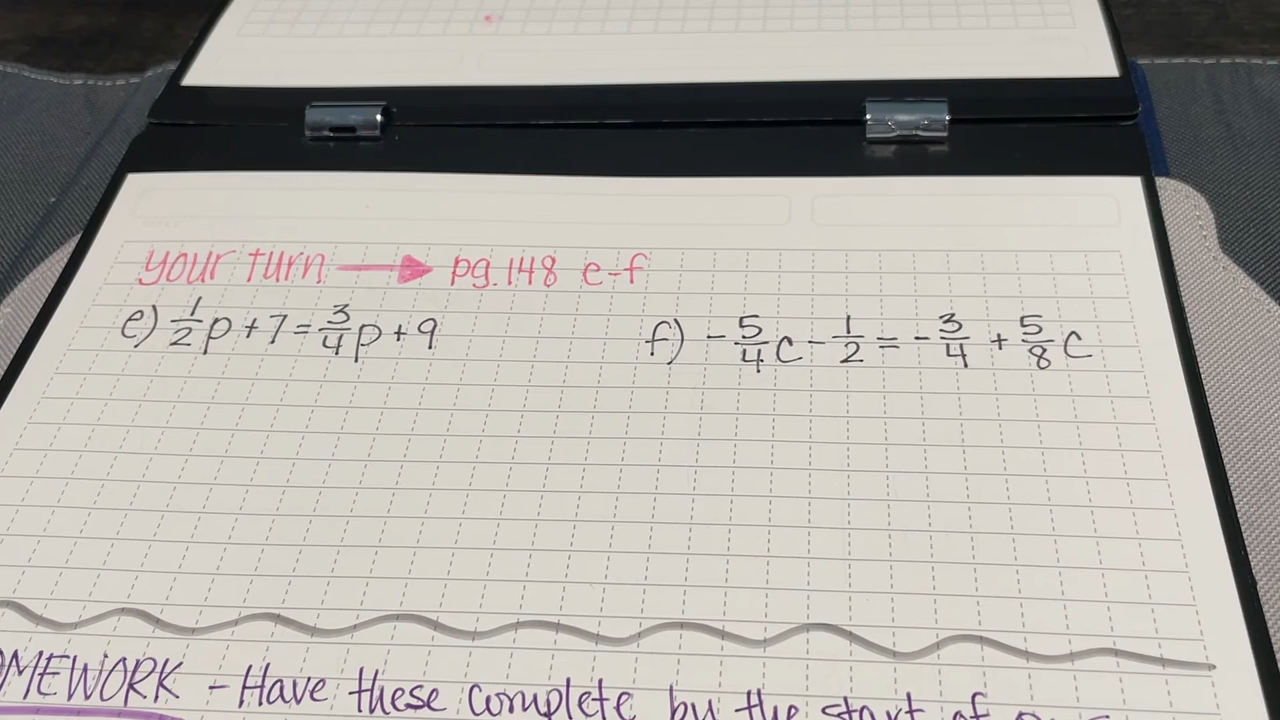 your turn → pg.148 e-f
e) 1/2 p + 7 = 3/4 p + 9
f) - 5/4 c - 1/2 = - 3/4 + 5/8 c
MEWORK - Have these complete by the start of